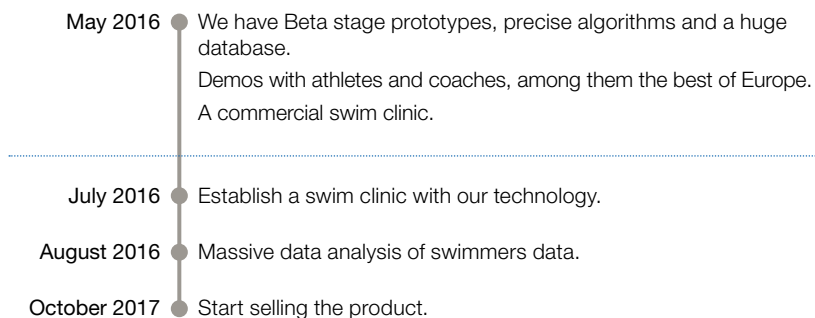 May 2016 We have Beta stage prototypes, precise algorithms and a huge
database.
Demos with athletes and coaches, among them the best of Europe.
A commercial swim clinic.
July 2016 Establish a swim clinic with our technology.
August 2016 Massive data analysis of swimmers data.
October 2017 Start selling the product.